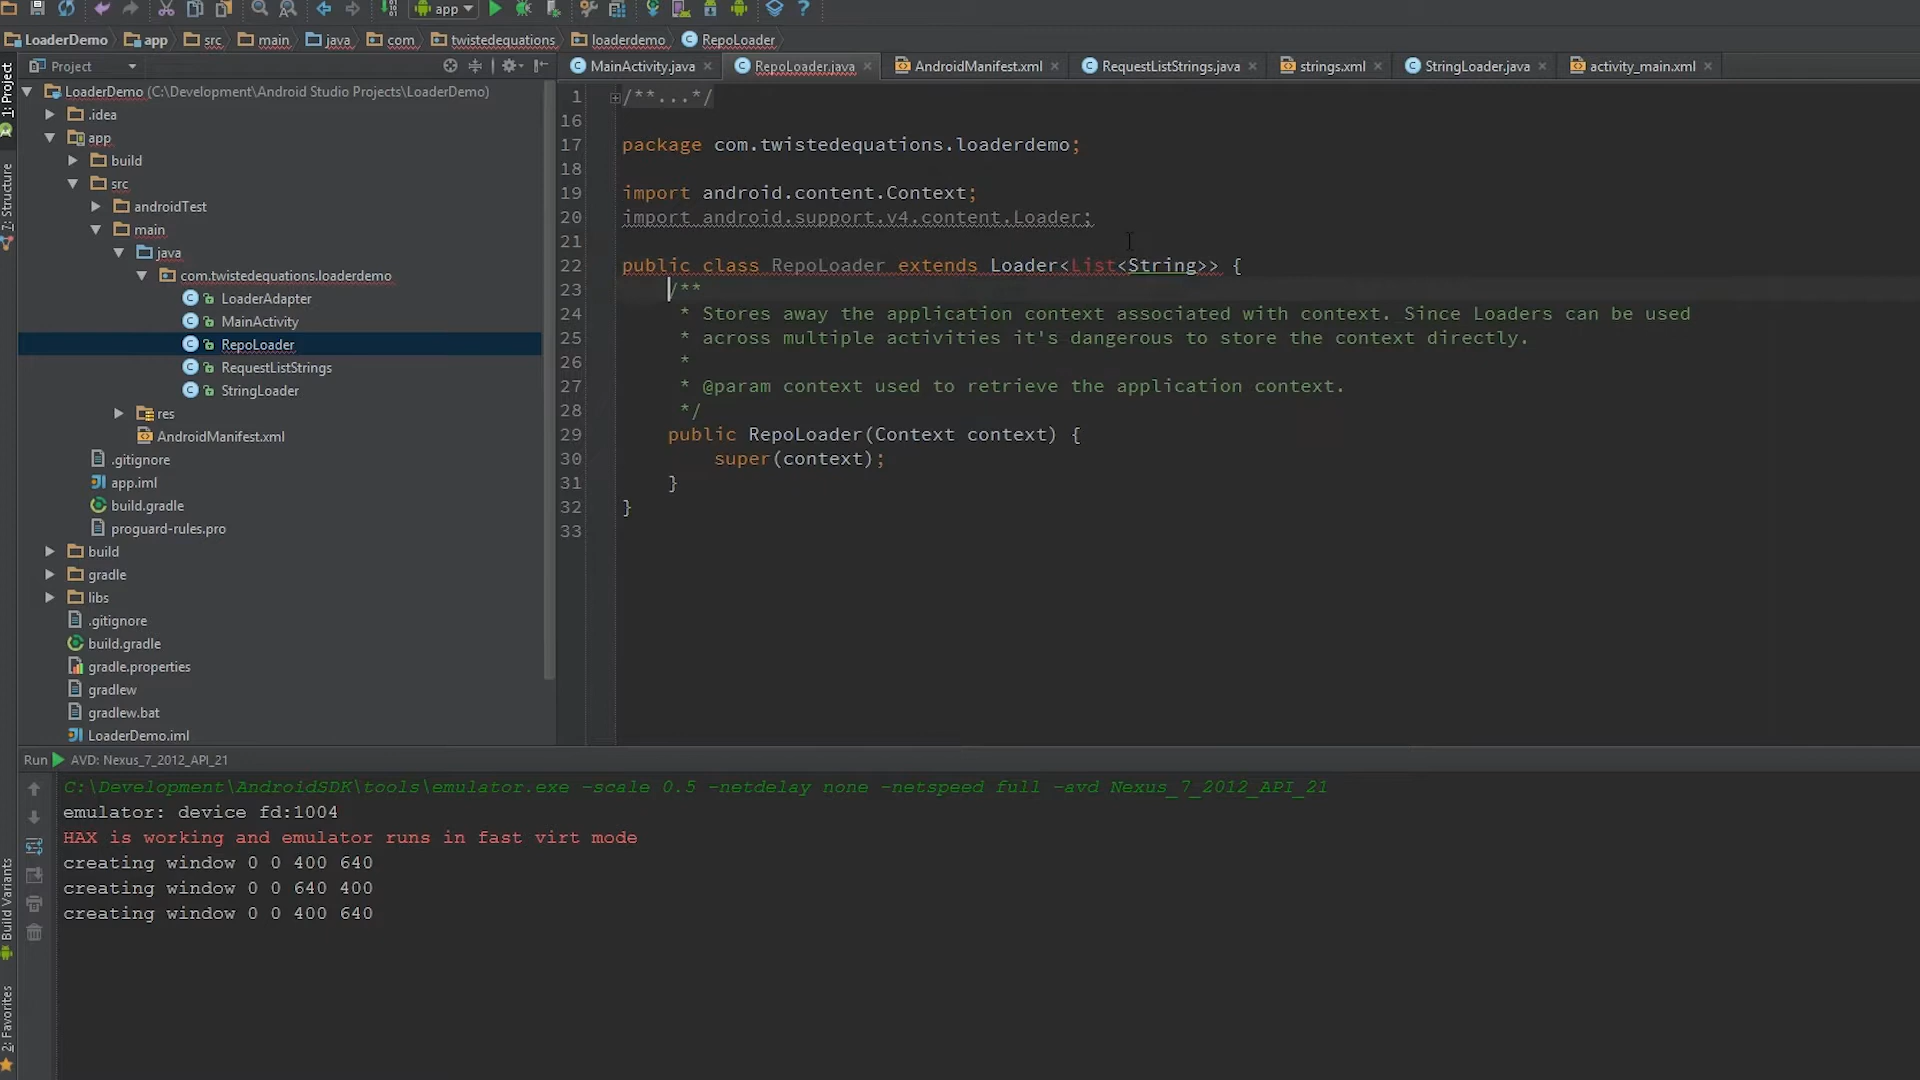 app
LoaderDemo app src main java com twistedequations loaderdemo RepoLoader
Project
MainActivity.java RepoLoader.java AndroidManifest.xml RequestListStrings.java strings.xml StringLoader.java activity_main.xml
1: Project
7: Structure
Build Variants
2: Favorites
LoaderDemo (C:\Development\Android Studio Projects\LoaderDemo)
.idea
app
build
src
androidTest
main
java
com.twistedequations.loaderdemo
LoaderAdapter
MainActivity
RepoLoader
RequestListStrings
StringLoader
res
AndroidManifest.xml
.gitignore
app.iml
build.gradle
proguard-rules.pro
build
gradle
libs
.gitignore
build.gradle
gradle.properties
gradlew
gradlew.bat
LoaderDemo.iml
1 /**...*/
16
17 package com.twistedequations.loaderdemo;
18
19 import android.content.Context;
20 import android.support.v4.content.Loader;
21
22 public class RepoLoader extends Loader<List<String>> {
23 /**
24 * Stores away the application context associated with context. Since Loaders can be used
25 * across multiple activities it's dangerous to store the context directly.
26 *
27 * @param context used to retrieve the application context.
28 */
29 public RepoLoader(Context context) {
30 super(context);
31 }
32 }
33
Run AVD: Nexus_7_2012_API_21
C:\Development\AndroidSDK\tools\emulator.exe -scale 0.5 -netdelay none -netspeed full -avd Nexus_7_2012_API_21
emulator: device fd:1004
HAX is working and emulator runs in fast virt mode
creating window 0 0 400 640
creating window 0 0 640 400
creating window 0 0 400 640